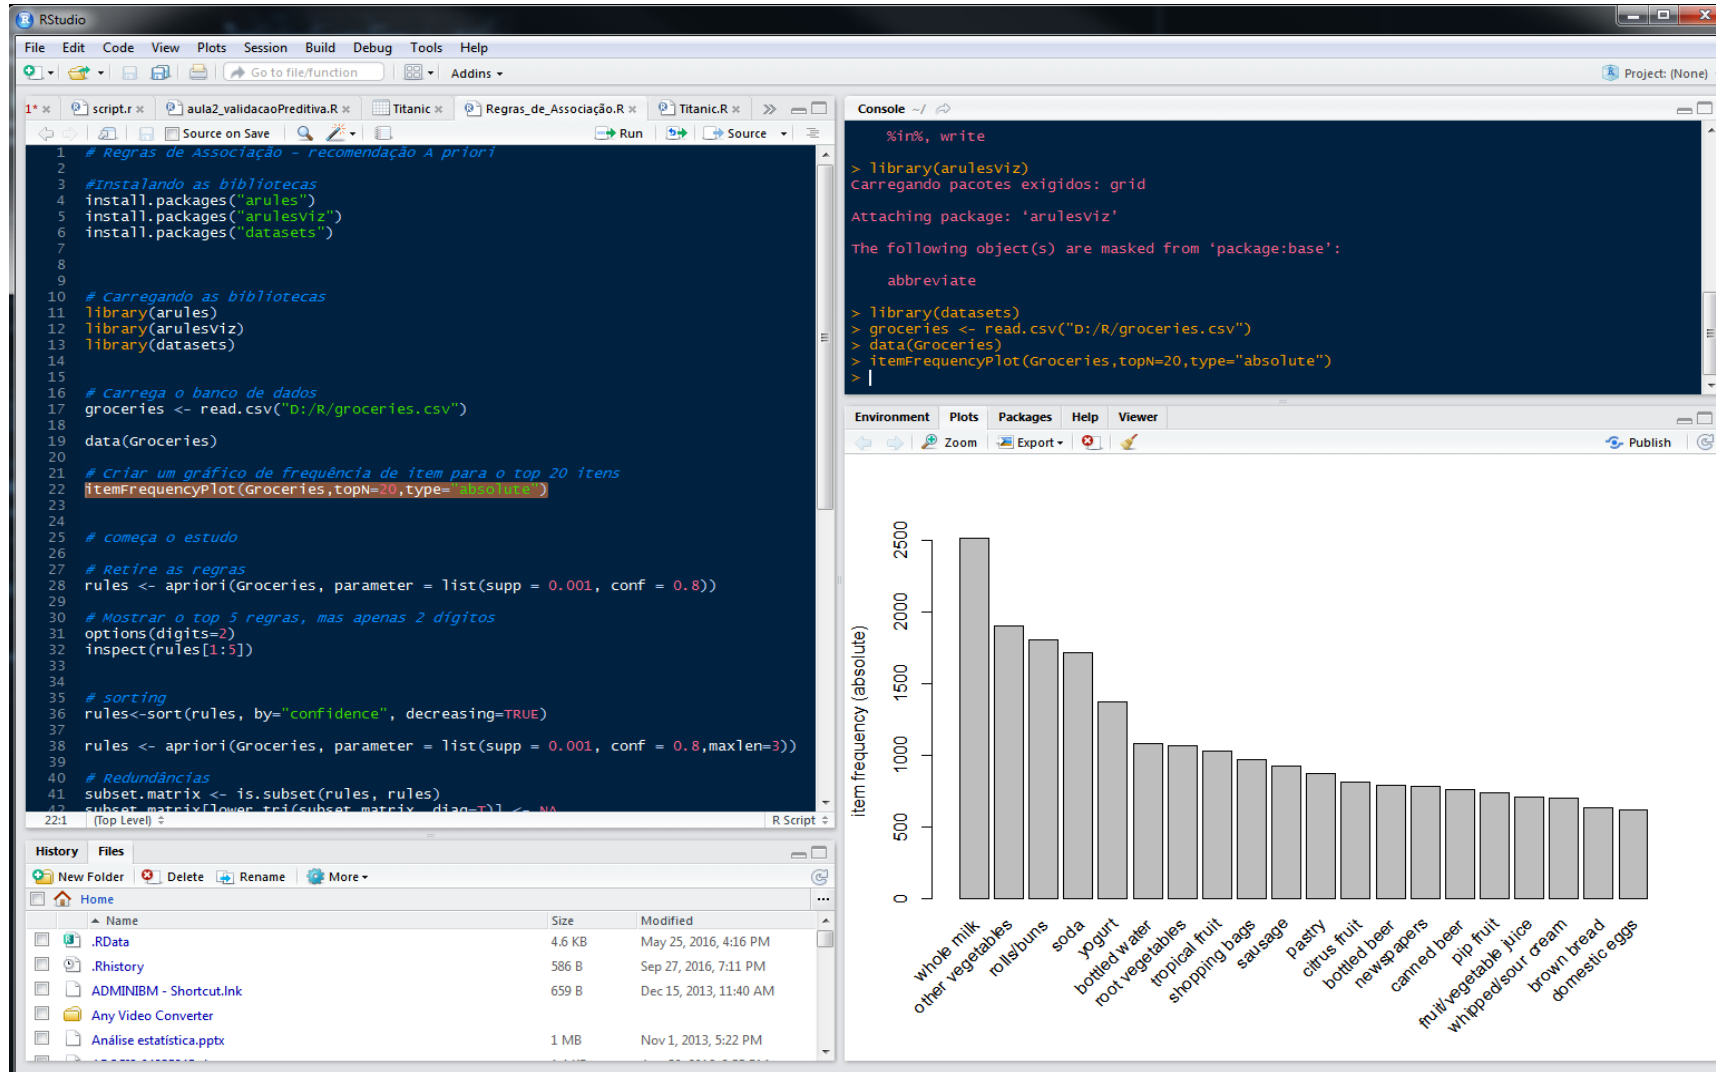 RStudio
File Edit Code View Plots Session Build Debug Tools Help
Go to file/function Addins Project: (None)
1* script.r aula2_validacaoPreditiva.R Titanic Regras_de_Associação.R Titanic.R
Source on Save Run Source
1 # Regras de Associação - recomendação A priori
2
3 #Instalando as bibliotecas
4 install.packages("arules")
5 install.packages("arulesViz")
6 install.packages("datasets")
7
8
9
10 # Carregando as bibliotecas
11 library(arules)
12 library(arulesViz)
13 library(datasets)
14
15
16 # Carrega o banco de dados
17 groceries <- read.csv("D:/R/groceries.csv")
18
19 data(Groceries)
20
21 # Criar um gráfico de frequência de item para o top 20 itens
22 itemFrequencyPlot(Groceries,topN=20,type="absolute")
23
24
25 # começa o estudo
26
27 # Retire as regras
28 rules <- apriori(Groceries, parameter = list(supp = 0.001, conf = 0.8))
29
30 # Mostrar o top 5 regras, mas apenas 2 dígitos
31 options(digits=2)
32 inspect(rules[1:5])
33
34
35 # sorting
36 rules<-sort(rules, by="confidence", decreasing=TRUE)
37
38 rules <- apriori(Groceries, parameter = list(supp = 0.001, conf = 0.8,maxlen=3))
39
40 # Redundâncias
41 subset.matrix <- is.subset(rules, rules)
42 subset.matrix[lower.tri(subset.matrix, diag=T)] <- NA
22:1 (Top Level) R Script
History Files
New Folder Delete Rename More
Home
Name Size Modified
.RData 4.6 KB May 25, 2016, 4:16 PM
.Rhistory 586 B Sep 27, 2016, 7:11 PM
ADMINIBM - Shortcut.lnk 659 B Dec 15, 2013, 11:40 AM
Any Video Converter
Análise estatística.pptx 1 MB Nov 1, 2013, 5:22 PM
Console ~/
%in%, write
> library(arulesViz)
Carregando pacotes exigidos: grid
Attaching package: ‘arulesViz’
The following object(s) are masked from ‘package:base’:
abbreviate
> library(datasets)
> groceries <- read.csv("D:/R/groceries.csv")
> data(Groceries)
> itemFrequencyPlot(Groceries,topN=20,type="absolute")
>
Environment Plots Packages Help Viewer
Zoom Export Publish
item frequency (absolute)
2500
2000
1500
1000
500
0
whole milk
other vegetables
rolls/buns
soda
yogurt
bottled water
root vegetables
tropical fruit
shopping bags
sausage
pastry
citrus fruit
bottled beer
newspapers
canned beer
pip fruit
fruit/vegetable juice
whipped/sour cream
brown bread
domestic eggs